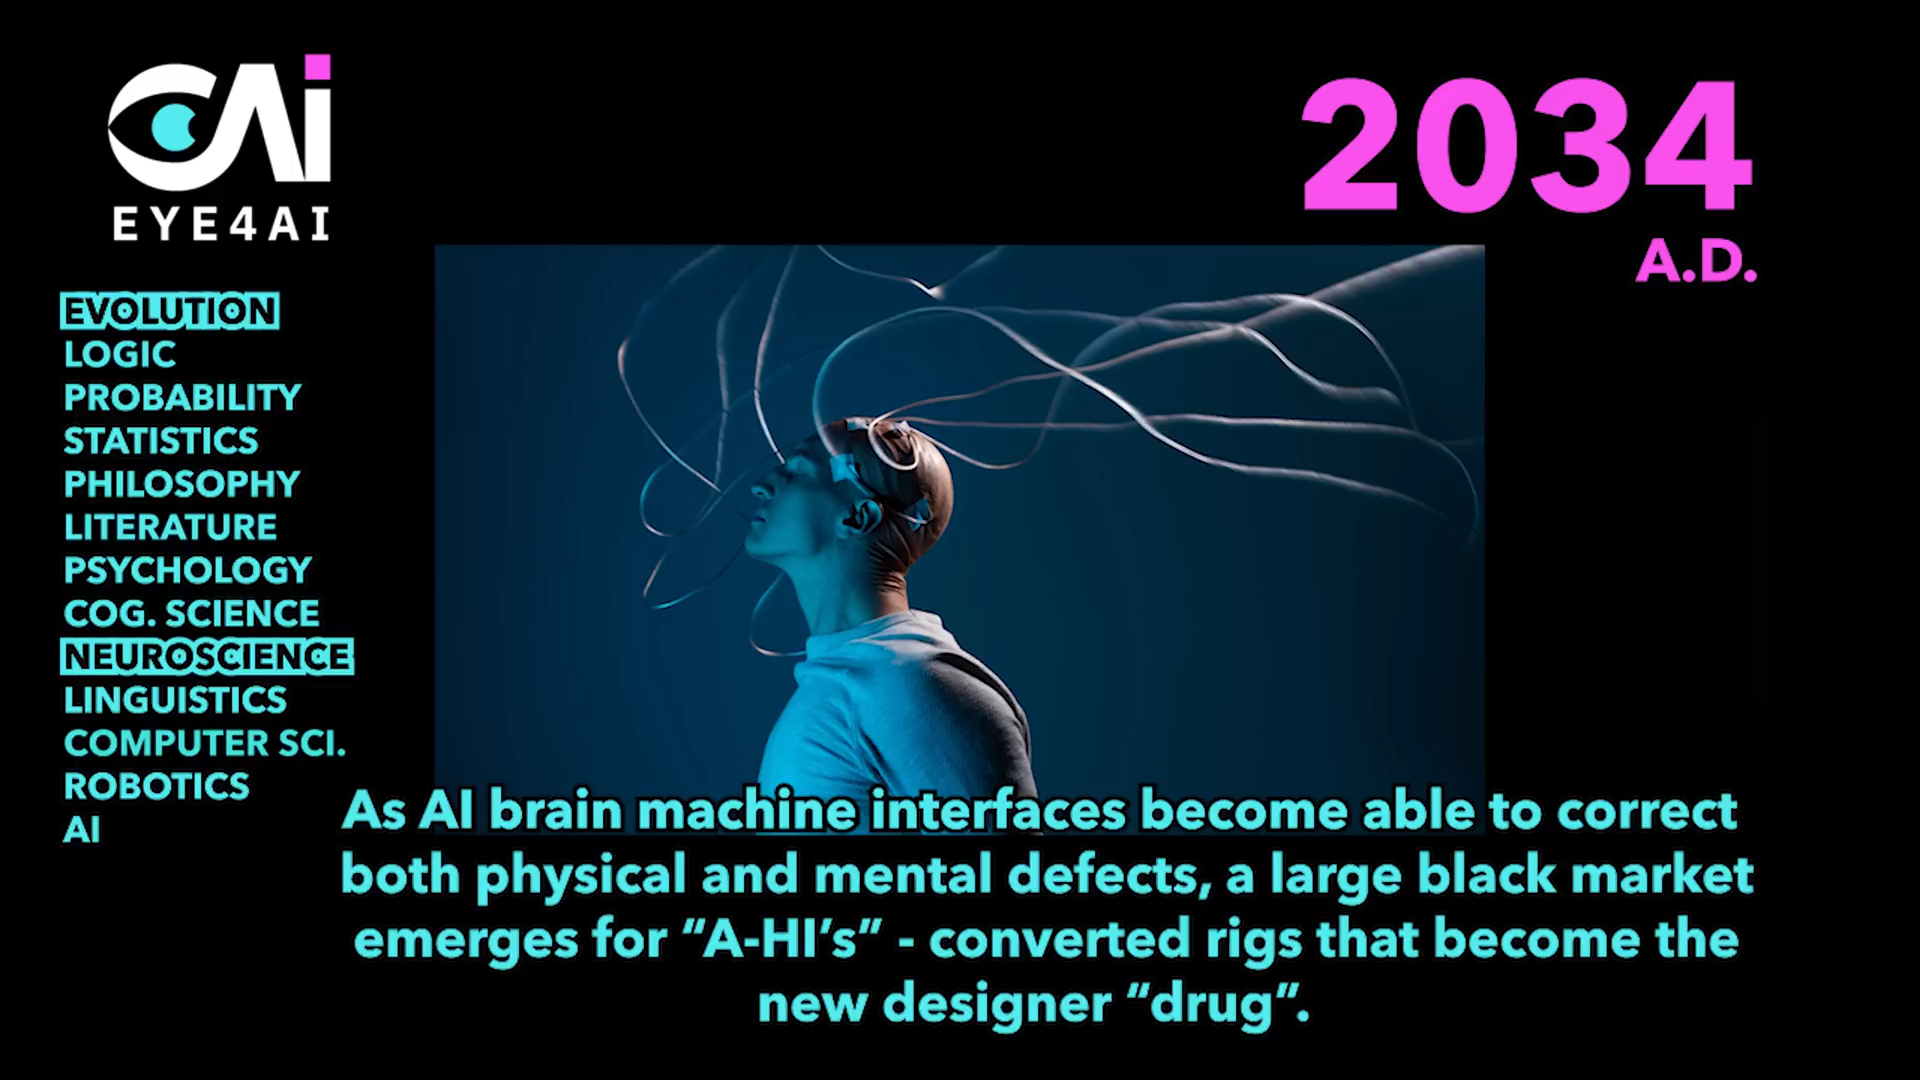 CAi
EYE4AI
2034
A.D.
EVOLUTION
LOGIC
PROBABILITY
STATISTICS
PHILOSOPHY
LITERATURE
PSYCHOLOGY
COG. SCIENCE
NEUROSCIENCE
LINGUISTICS
COMPUTER SCI.
ROBOTICS
AI
As AI brain machine interfaces become able to correct
both physical and mental defects, a large black market
emerges for “A-HI’s” - converted rigs that become the
new designer “drug”.